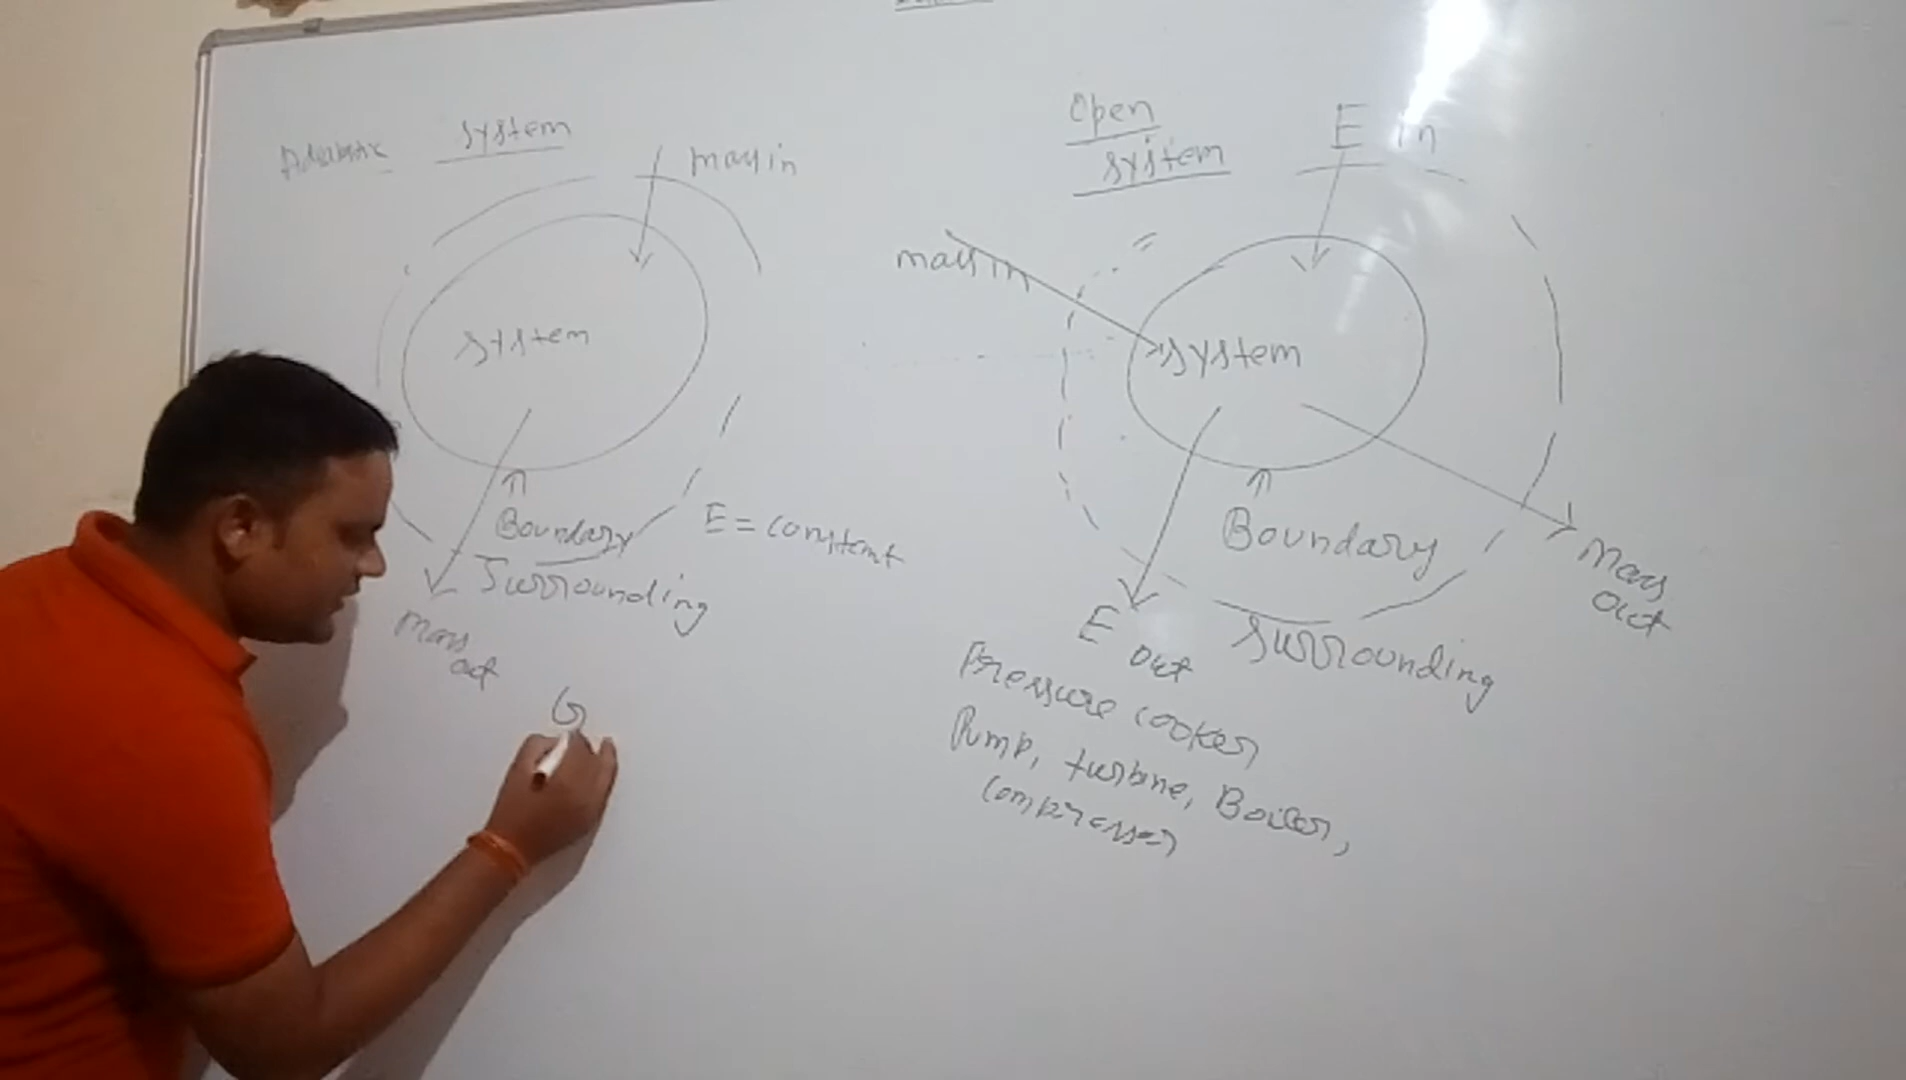 Adiabatic system
mass in
system
Boundary
E = constant
Surrounding
mass
out
G
Open
system
E in
mass in
system
Boundary
mass
out
E out
Surrounding
Pressure cooker
Pump, turbine, Boiler,
compressor